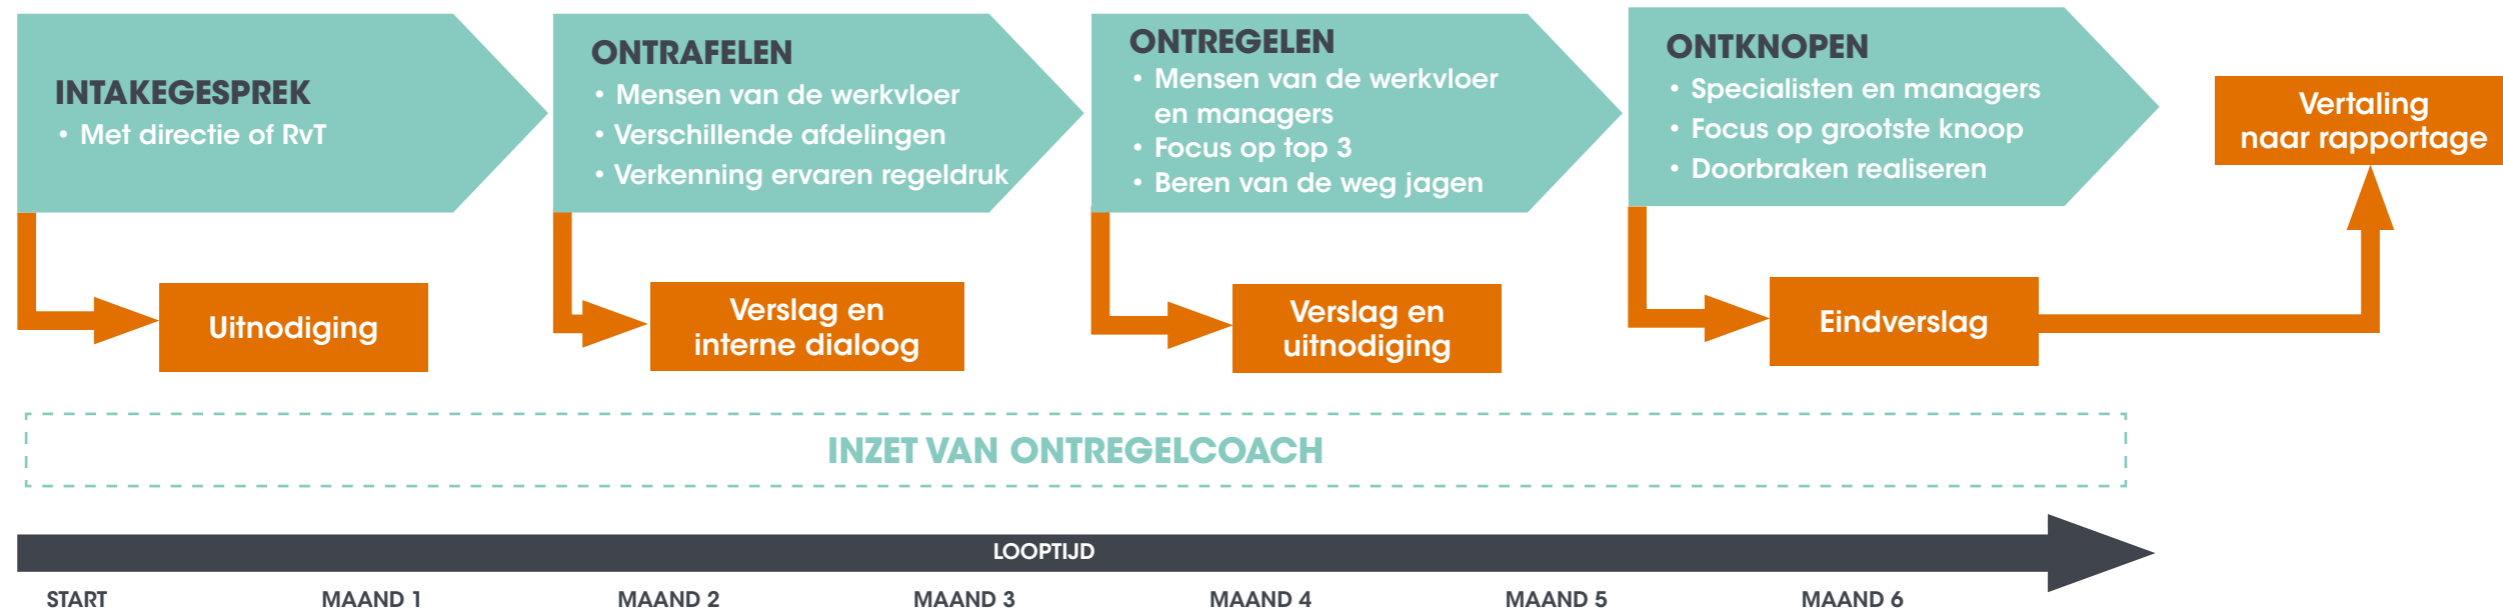 INTAKEGESPREK
• Met directie of RvT
ONTRAFELEN
• Mensen van de werkvloer
• Verschillende afdelingen
• Verkenning ervaren regeldruk
ONTREGELEN
• Mensen van de werkvloer
en managers
• Focus op top 3
• Beren van de weg jagen
ONTKNOPEN
• Specialisten en managers
• Focus op grootste knoop
• Doorbraken realiseren
Vertaling
naar rapportage
Uitnodiging
Verslag en
interne dialoog
Verslag en
uitnodiging
Eindverslag
INZET VAN ONTREGELCOACH
LOOPTIJD
START
MAAND 1
MAAND 2
MAAND 3
MAAND 4
MAAND 5
MAAND 6